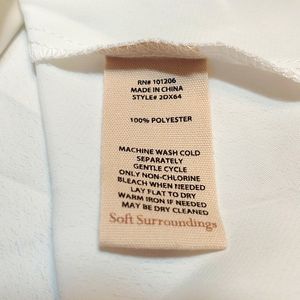 RN# 101206
MADE IN CHINA
STYLE# 2DX64
100% POLYESTER
MACHINE WASH COLD
SEPARATELY
GENTLE CYCLE
ONLY NON-CHLORINE
BLEACH WHEN NEEDED
LAY FLAT TO DRY
WARM IRON IF NEEDED
MAY BE DRY CLEANED
Soft Surroundings